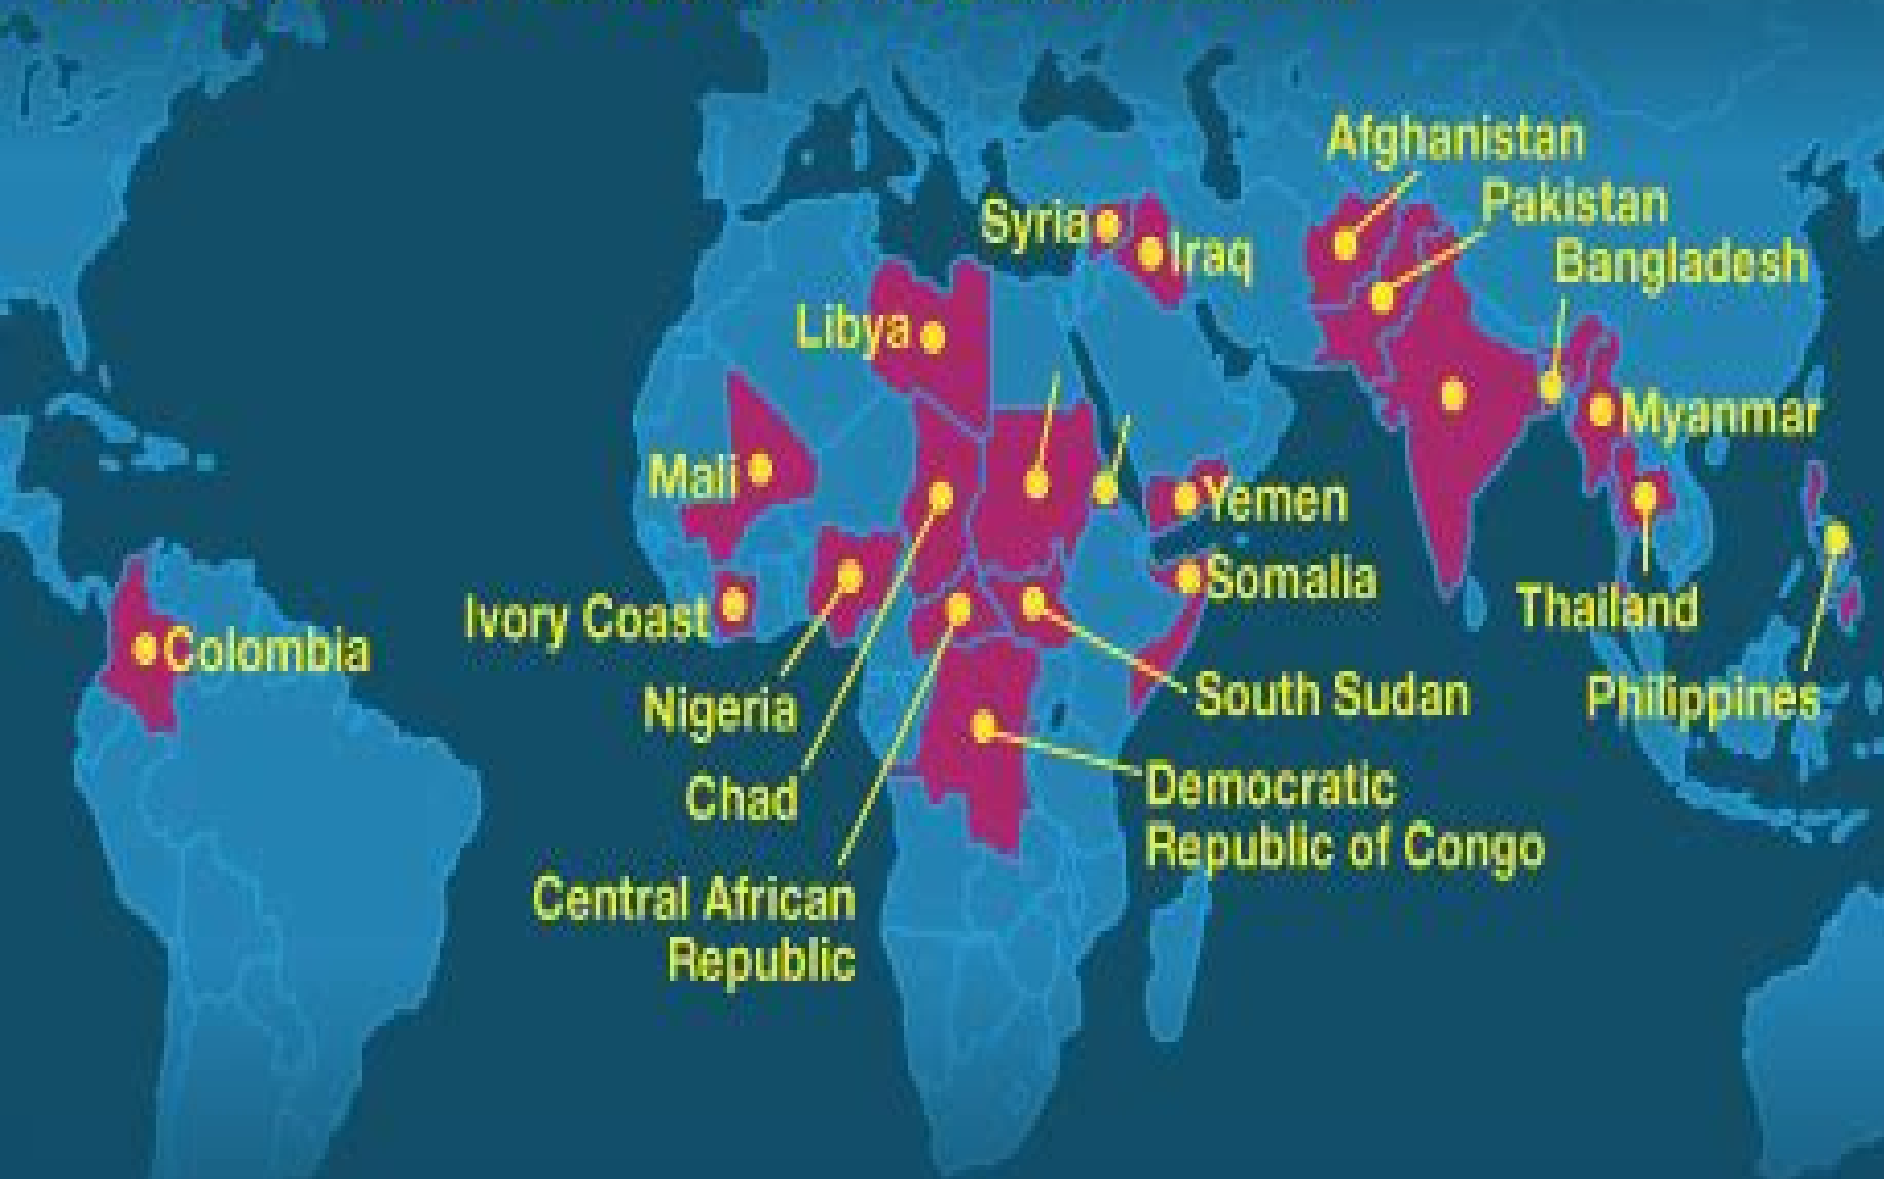 Afghanistan
Pakistan
Syria
Iraq
Bangladesh
Libya
Myanmar
Mali
Yemen
Somalia
Ivory Coast
Thailand
Colombia
Nigeria
South Sudan
Philippines
Chad
Democratic
Republic of Congo
Central African
Republic